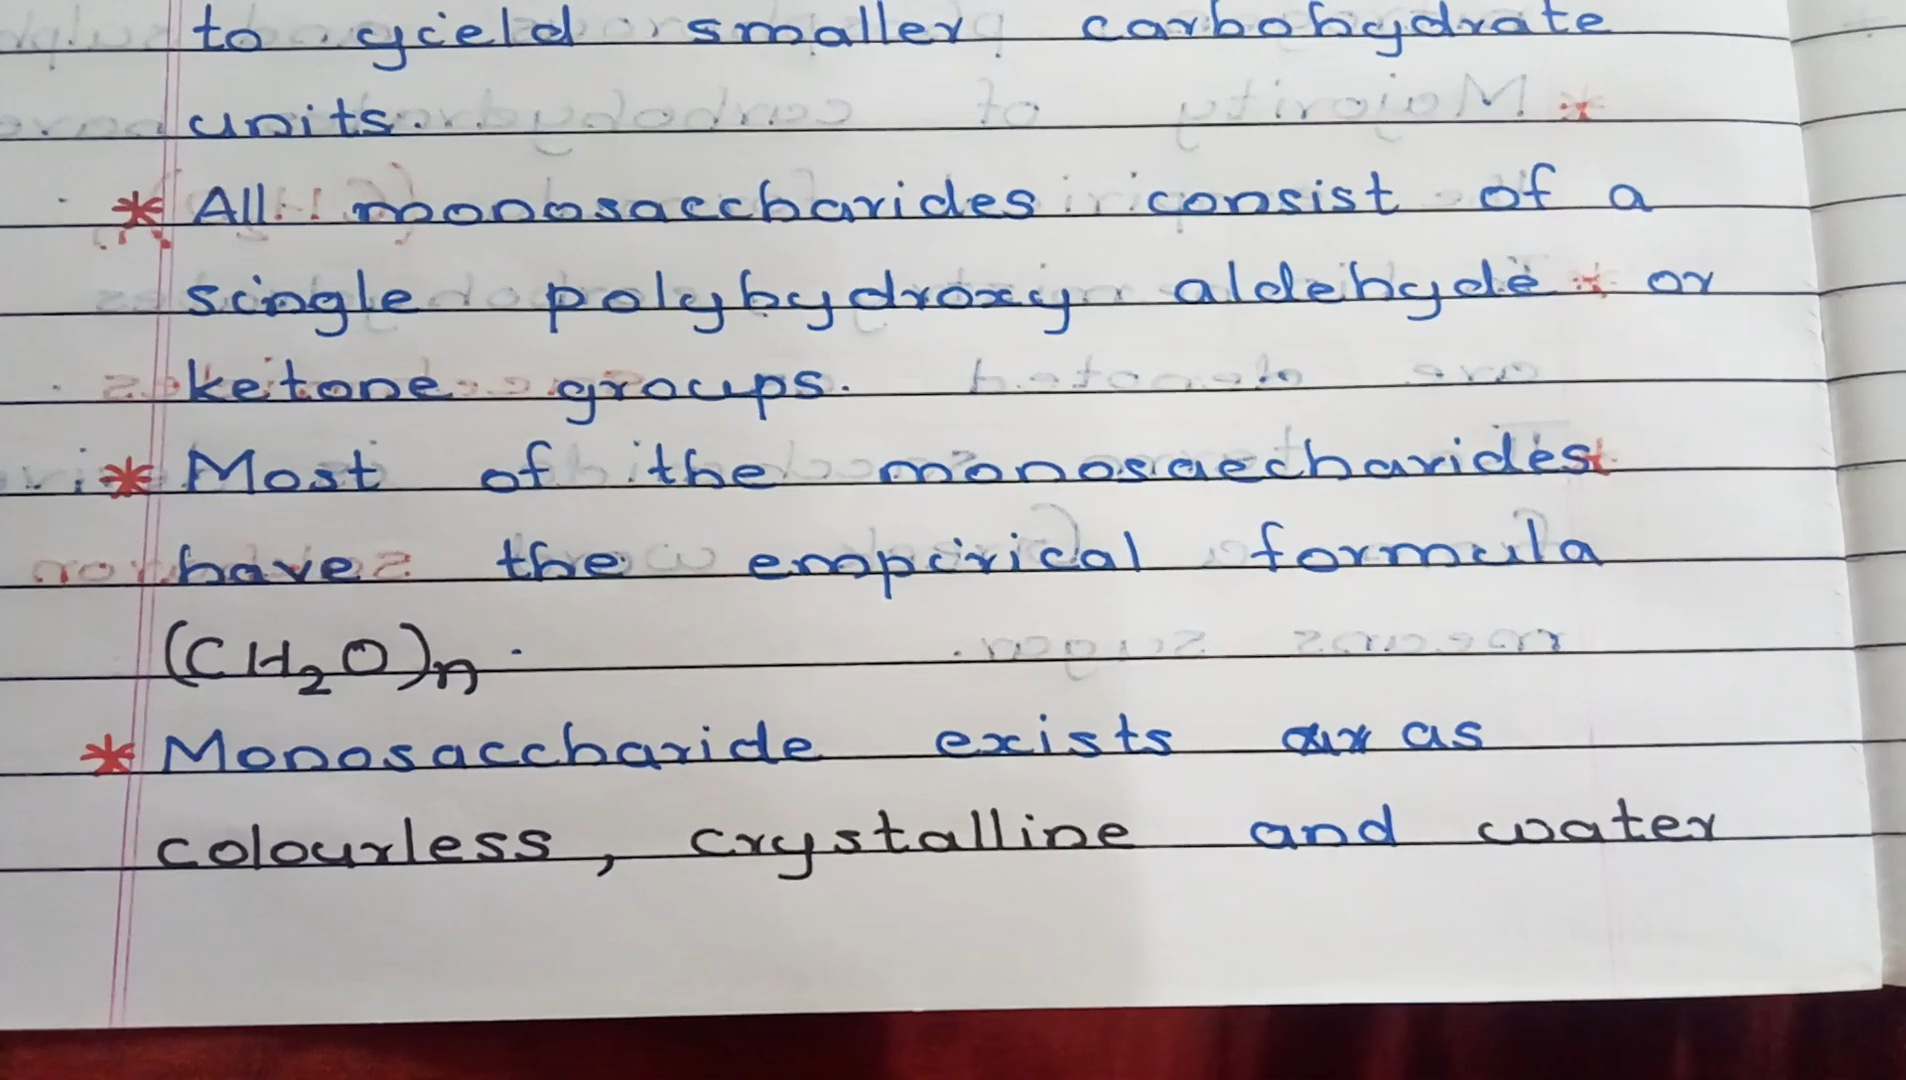 to yield smaller carbohydrate
units.
* All monosaccharides consist of a
single polyhydroxy aldehyde or
ketone groups.
* Most of the monosaccharides
have the empirical formula
(CH₂O)n.
* Monosaccharide exists as
colourless, crystalline and water